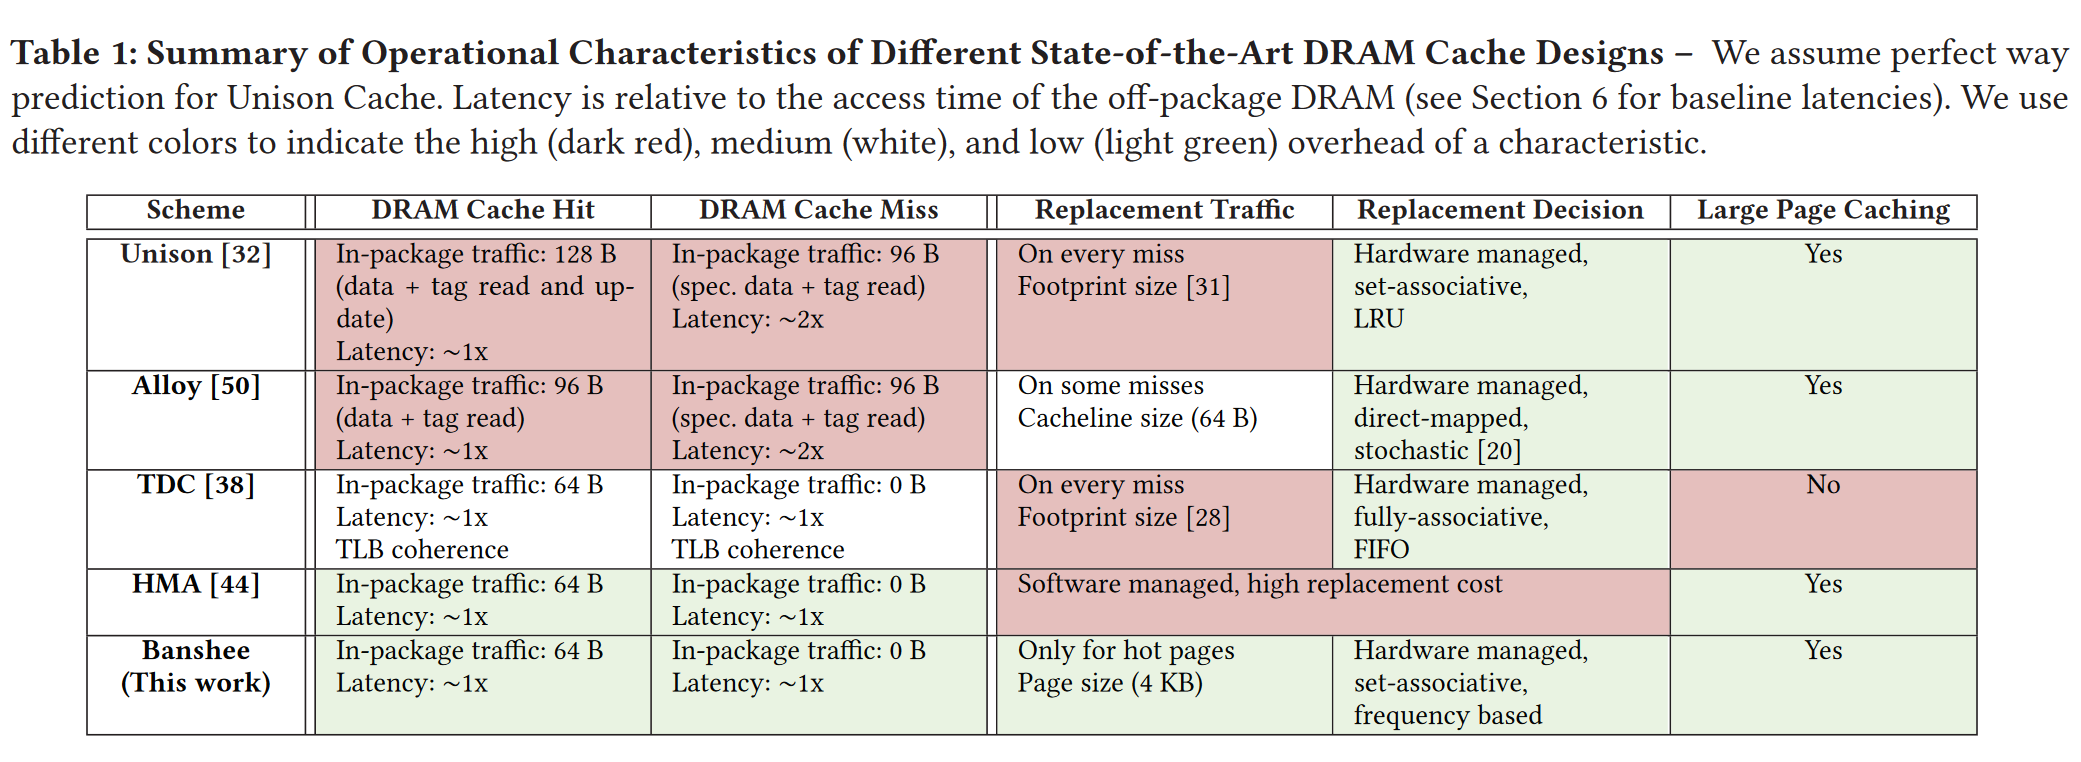 Table 1: Summary of Operational Characteristics of Different State-of-the-Art DRAM Cache Designs – We assume perfect way
prediction for Unison Cache. Latency is relative to the access time of the off-package DRAM (see Section 6 for baseline latencies). We use
different colors to indicate the high (dark red), medium (white), and low (light green) overhead of a characteristic.
Scheme
DRAM Cache Hit
DRAM Cache Miss
Replacement Traffic
Replacement Decision
Large Page Caching
Unison [32]
In-package traffic: 128 B
(data + tag read and up-
date)
Latency: ~1x
In-package traffic: 96 B
(spec. data + tag read)
Latency: ~2x
On every miss
Footprint size [31]
Hardware managed,
set-associative,
LRU
Yes
Alloy [50]
In-package traffic: 96 B
(data + tag read)
Latency: ~1x
In-package traffic: 96 B
(spec. data + tag read)
Latency: ~2x
On some misses
Cacheline size (64 B)
Hardware managed,
direct-mapped,
stochastic [20]
Yes
TDC [38]
In-package traffic: 64 B
Latency: ~1x
TLB coherence
In-package traffic: 0 B
Latency: ~1x
TLB coherence
On every miss
Footprint size [28]
Hardware managed,
fully-associative,
FIFO
No
HMA [44]
In-package traffic: 64 B
Latency: ~1x
In-package traffic: 0 B
Latency: ~1x
Software managed, high replacement cost
Yes
Banshee
(This work)
In-package traffic: 64 B
Latency: ~1x
In-package traffic: 0 B
Latency: ~1x
Only for hot pages
Page size (4 KB)
Hardware managed,
set-associative,
frequency based
Yes